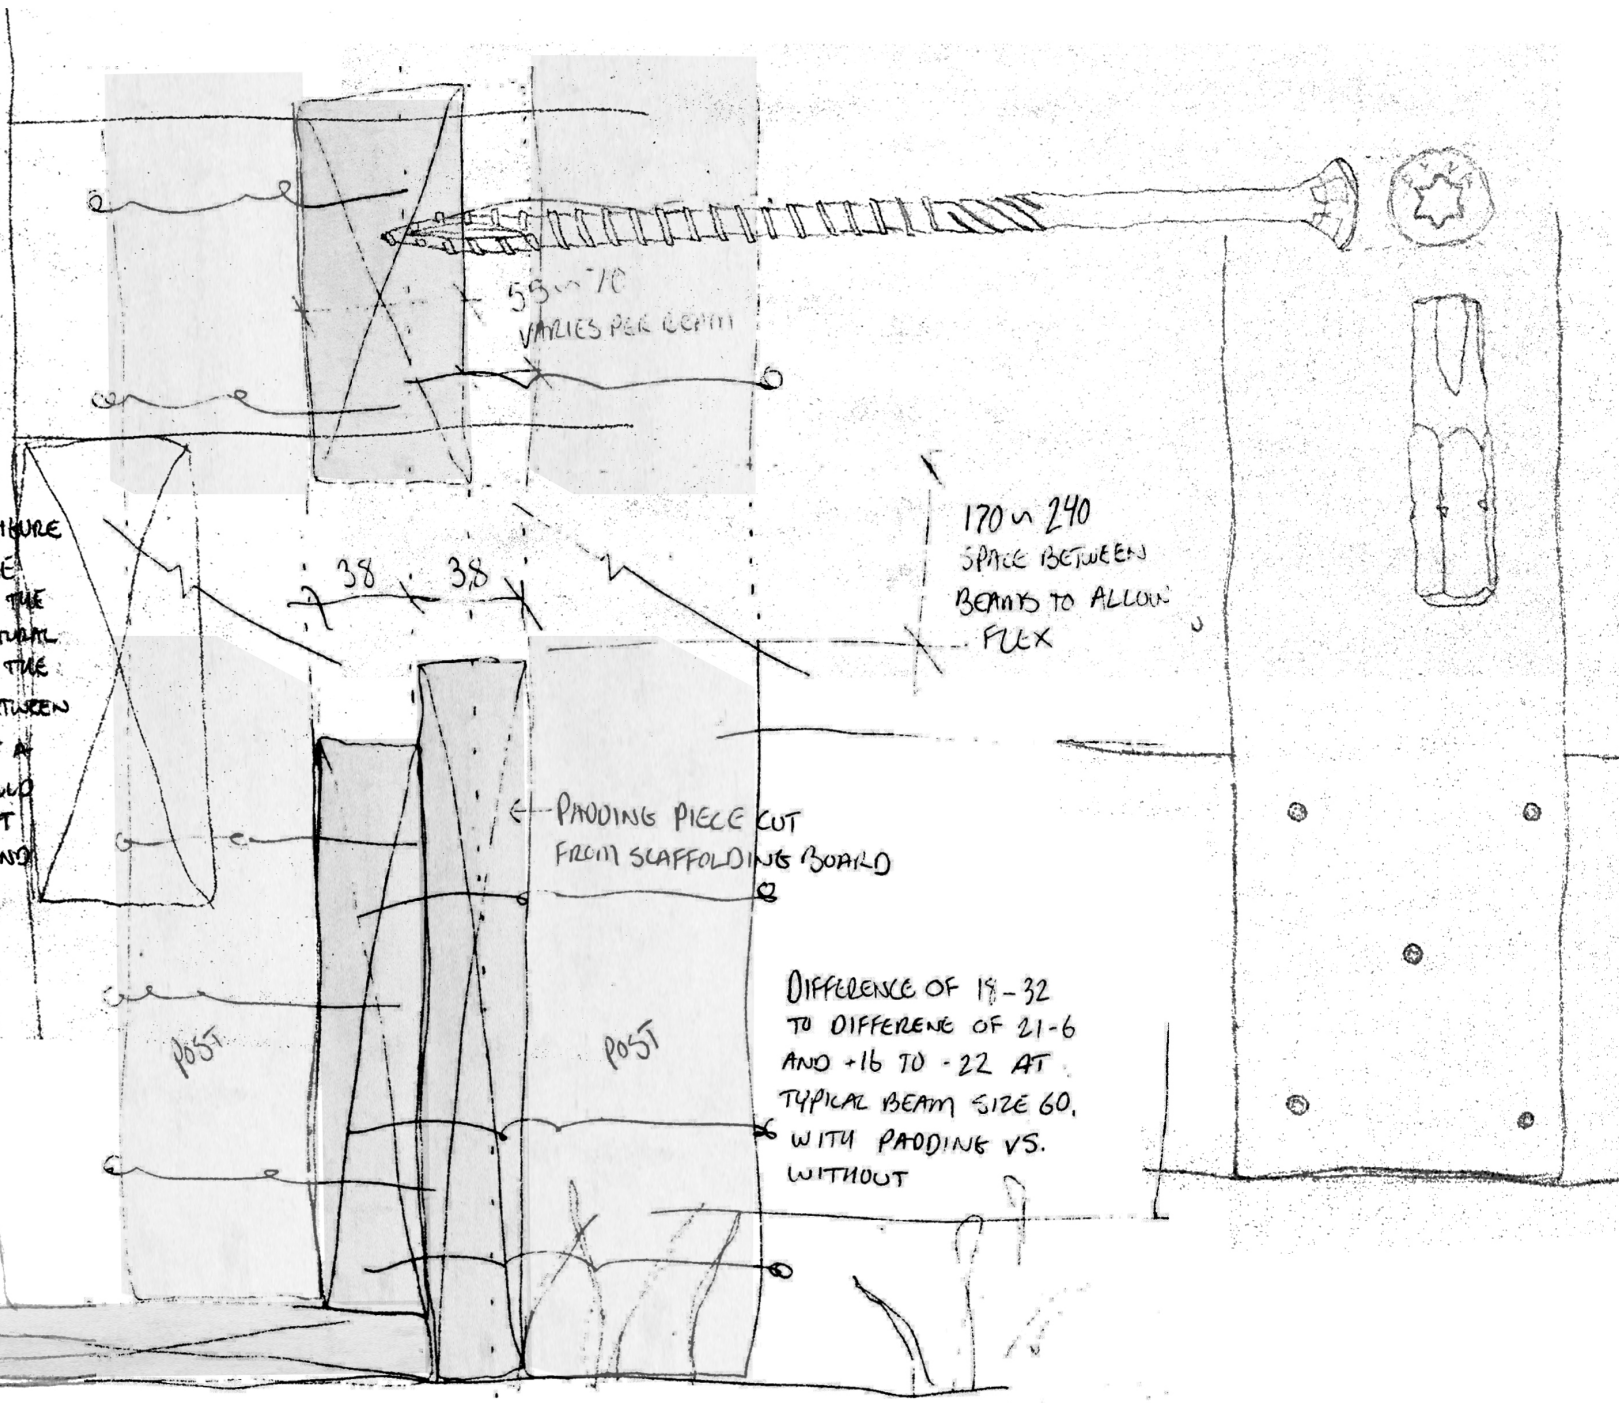 55~70
VARIES PER BEAM
170~240
SPACE BETWEEN
BEAMS TO ALLOW
FLEX
THE
THE
A
38
38
PADDING PIECE CUT
FROM SCAFFOLDING BOARD
DIFFERENCE OF 18-32
TO DIFFERENE OF 21-6
AND +16 TO -22 AT
TYPICAL BEAM SIZE 60,
WITH PADDING VS.
WITHOUT
POST
POST